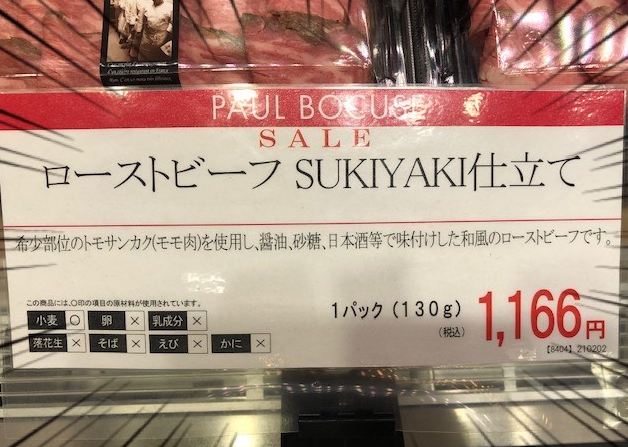 PAUL BOCUSE
SALE
ローストビーフ SUKIYAKI仕立て
希少部位のトモサンカク(モモ肉)を使用し、醤油、砂糖、日本酒等で味付けした和風のローストビーフです。
この商品には、〇印の項目の原材料が使用されています。
小麦 〇 卵 × 乳成分 ×
落花生 × そば × えび × かに ×
1パック(130g) (税込) 1,166円
【8404】210202